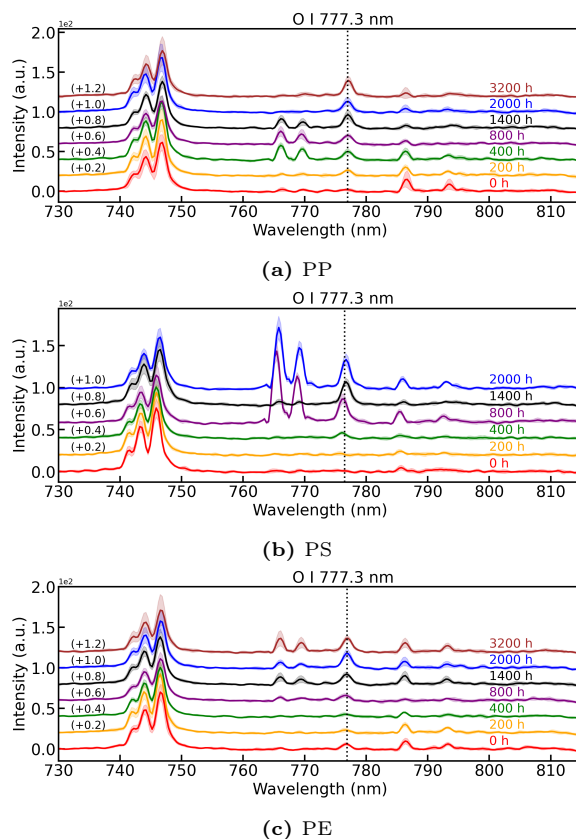 O I 777.3 nm
1e2
2.0
1.5
1.0
0.5
0.0
Intensity (a.u.)
(+1.2)
(+1.0)
(+0.8)
(+0.6)
(+0.4)
(+0.2)
3200 h
2000 h
1400 h
800 h
400 h
200 h
0 h
730 740 750 760 770 780 790 800 810
Wavelength (nm)
(a) PP
O I 777.3 nm
1e2
1.5
1.0
0.5
0.0
Intensity (a.u.)
(+1.0)
(+0.8)
(+0.6)
(+0.4)
(+0.2)
2000 h
1400 h
800 h
400 h
200 h
0 h
730 740 750 760 770 780 790 800 810
Wavelength (nm)
(b) PS
O I 777.3 nm
1e2
2.0
1.5
1.0
0.5
0.0
Intensity (a.u.)
(+1.2)
(+1.0)
(+0.8)
(+0.6)
(+0.4)
(+0.2)
3200 h
2000 h
1400 h
800 h
400 h
200 h
0 h
730 740 750 760 770 780 790 800 810
Wavelength (nm)
(c) PE